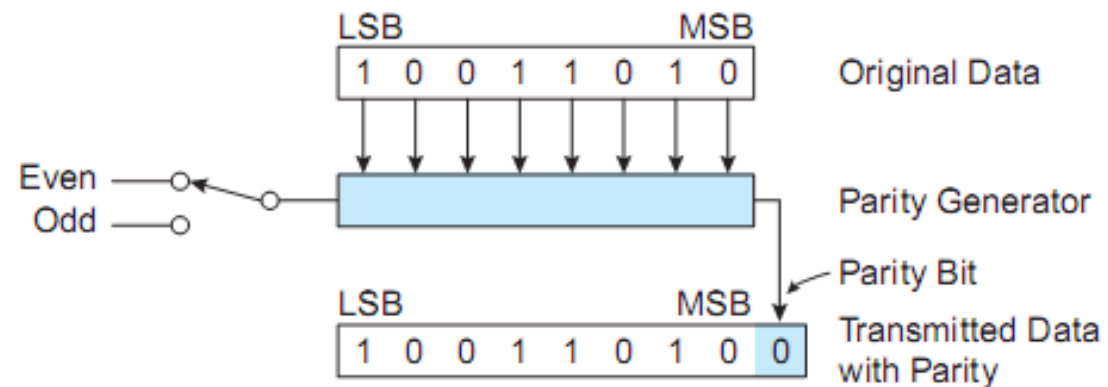 LSB MSB
1 0 0 1 1 0 1 0 Original Data
Even
Odd
Parity Generator
Parity Bit
LSB MSB
1 0 0 1 1 0 1 0 0 Transmitted Data
with Parity